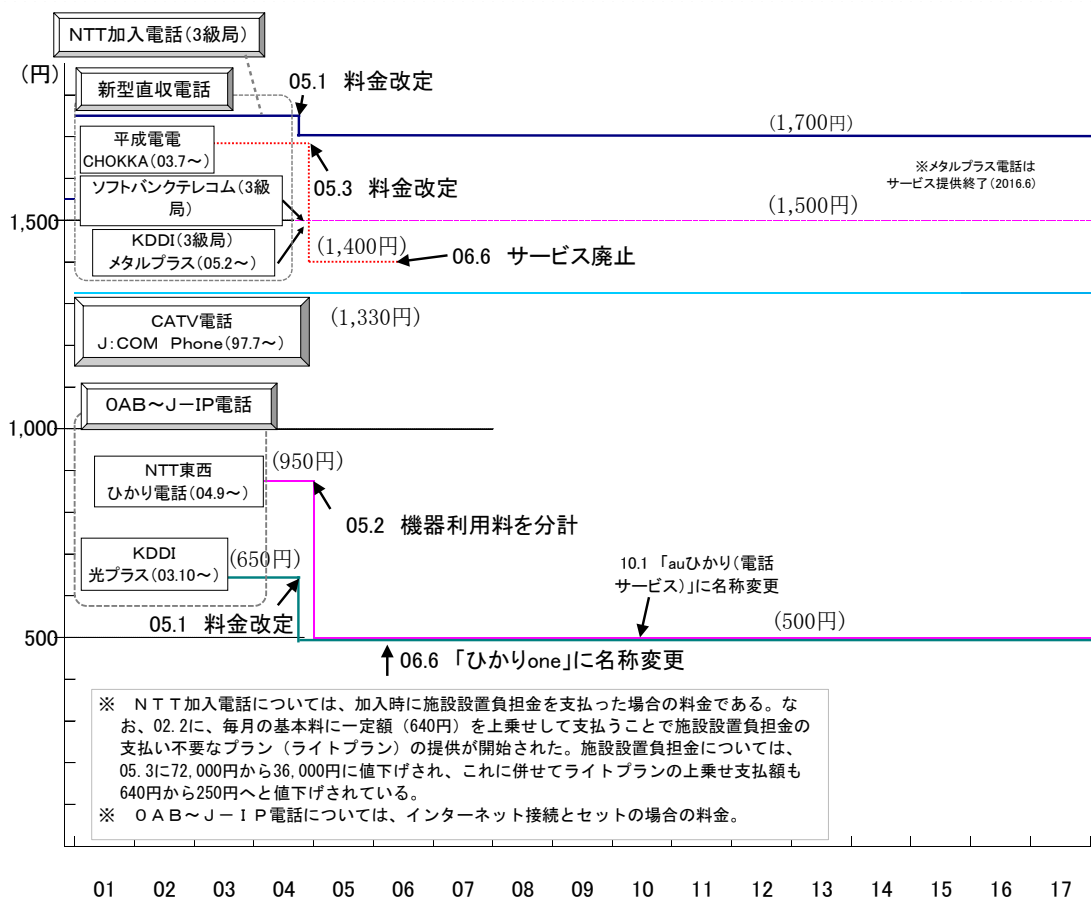 NTT加入電話(3級局)
(円)
新型直収電話
05.1 料金改定
平成電電
CHOKKA(03.7～)
(1,700円)
05.3 料金改定
※メタルプラス電話は
サービス提供終了(2016.6)
ソフトバンクテレコム(3級
局)
1,500
(1,500円)
KDDI(3級局)
メタルプラス(05.2～)
(1,400円)
06.6 サービス廃止
CATV電話
J:COM Phone(97.7～)
(1,330円)
0AB～J－IP電話
1,000
NTT東西
ひかり電話(04.9～)
(950円)
05.2 機器利用料を分計
KDDI
光プラス(03.10～)
(650円)
10.1 「auひかり(電話
サービス)」に名称変更
05.1 料金改定
(500円)
500
06.6 「ひかりone」に名称変更
※ NTT加入電話については、加入時に施設設置負担金を支払った場合の料金である。な
お、02.2に、毎月の基本料に一定額（640円）を上乗せして支払うことで施設設置負担金の
支払い不要なプラン（ライトプラン）の提供が開始された。施設設置負担金については、
05.3に72,000円から36,000円に値下げされ、これに併せてライトプランの上乗せ支払額も
640円から250円へと値下げされている。
※ 0AB～J－IP電話については、インターネット接続とセットの場合の料金。
01 02 03 04 05 06 07 08 09 10 11 12 13 14 15 16 17